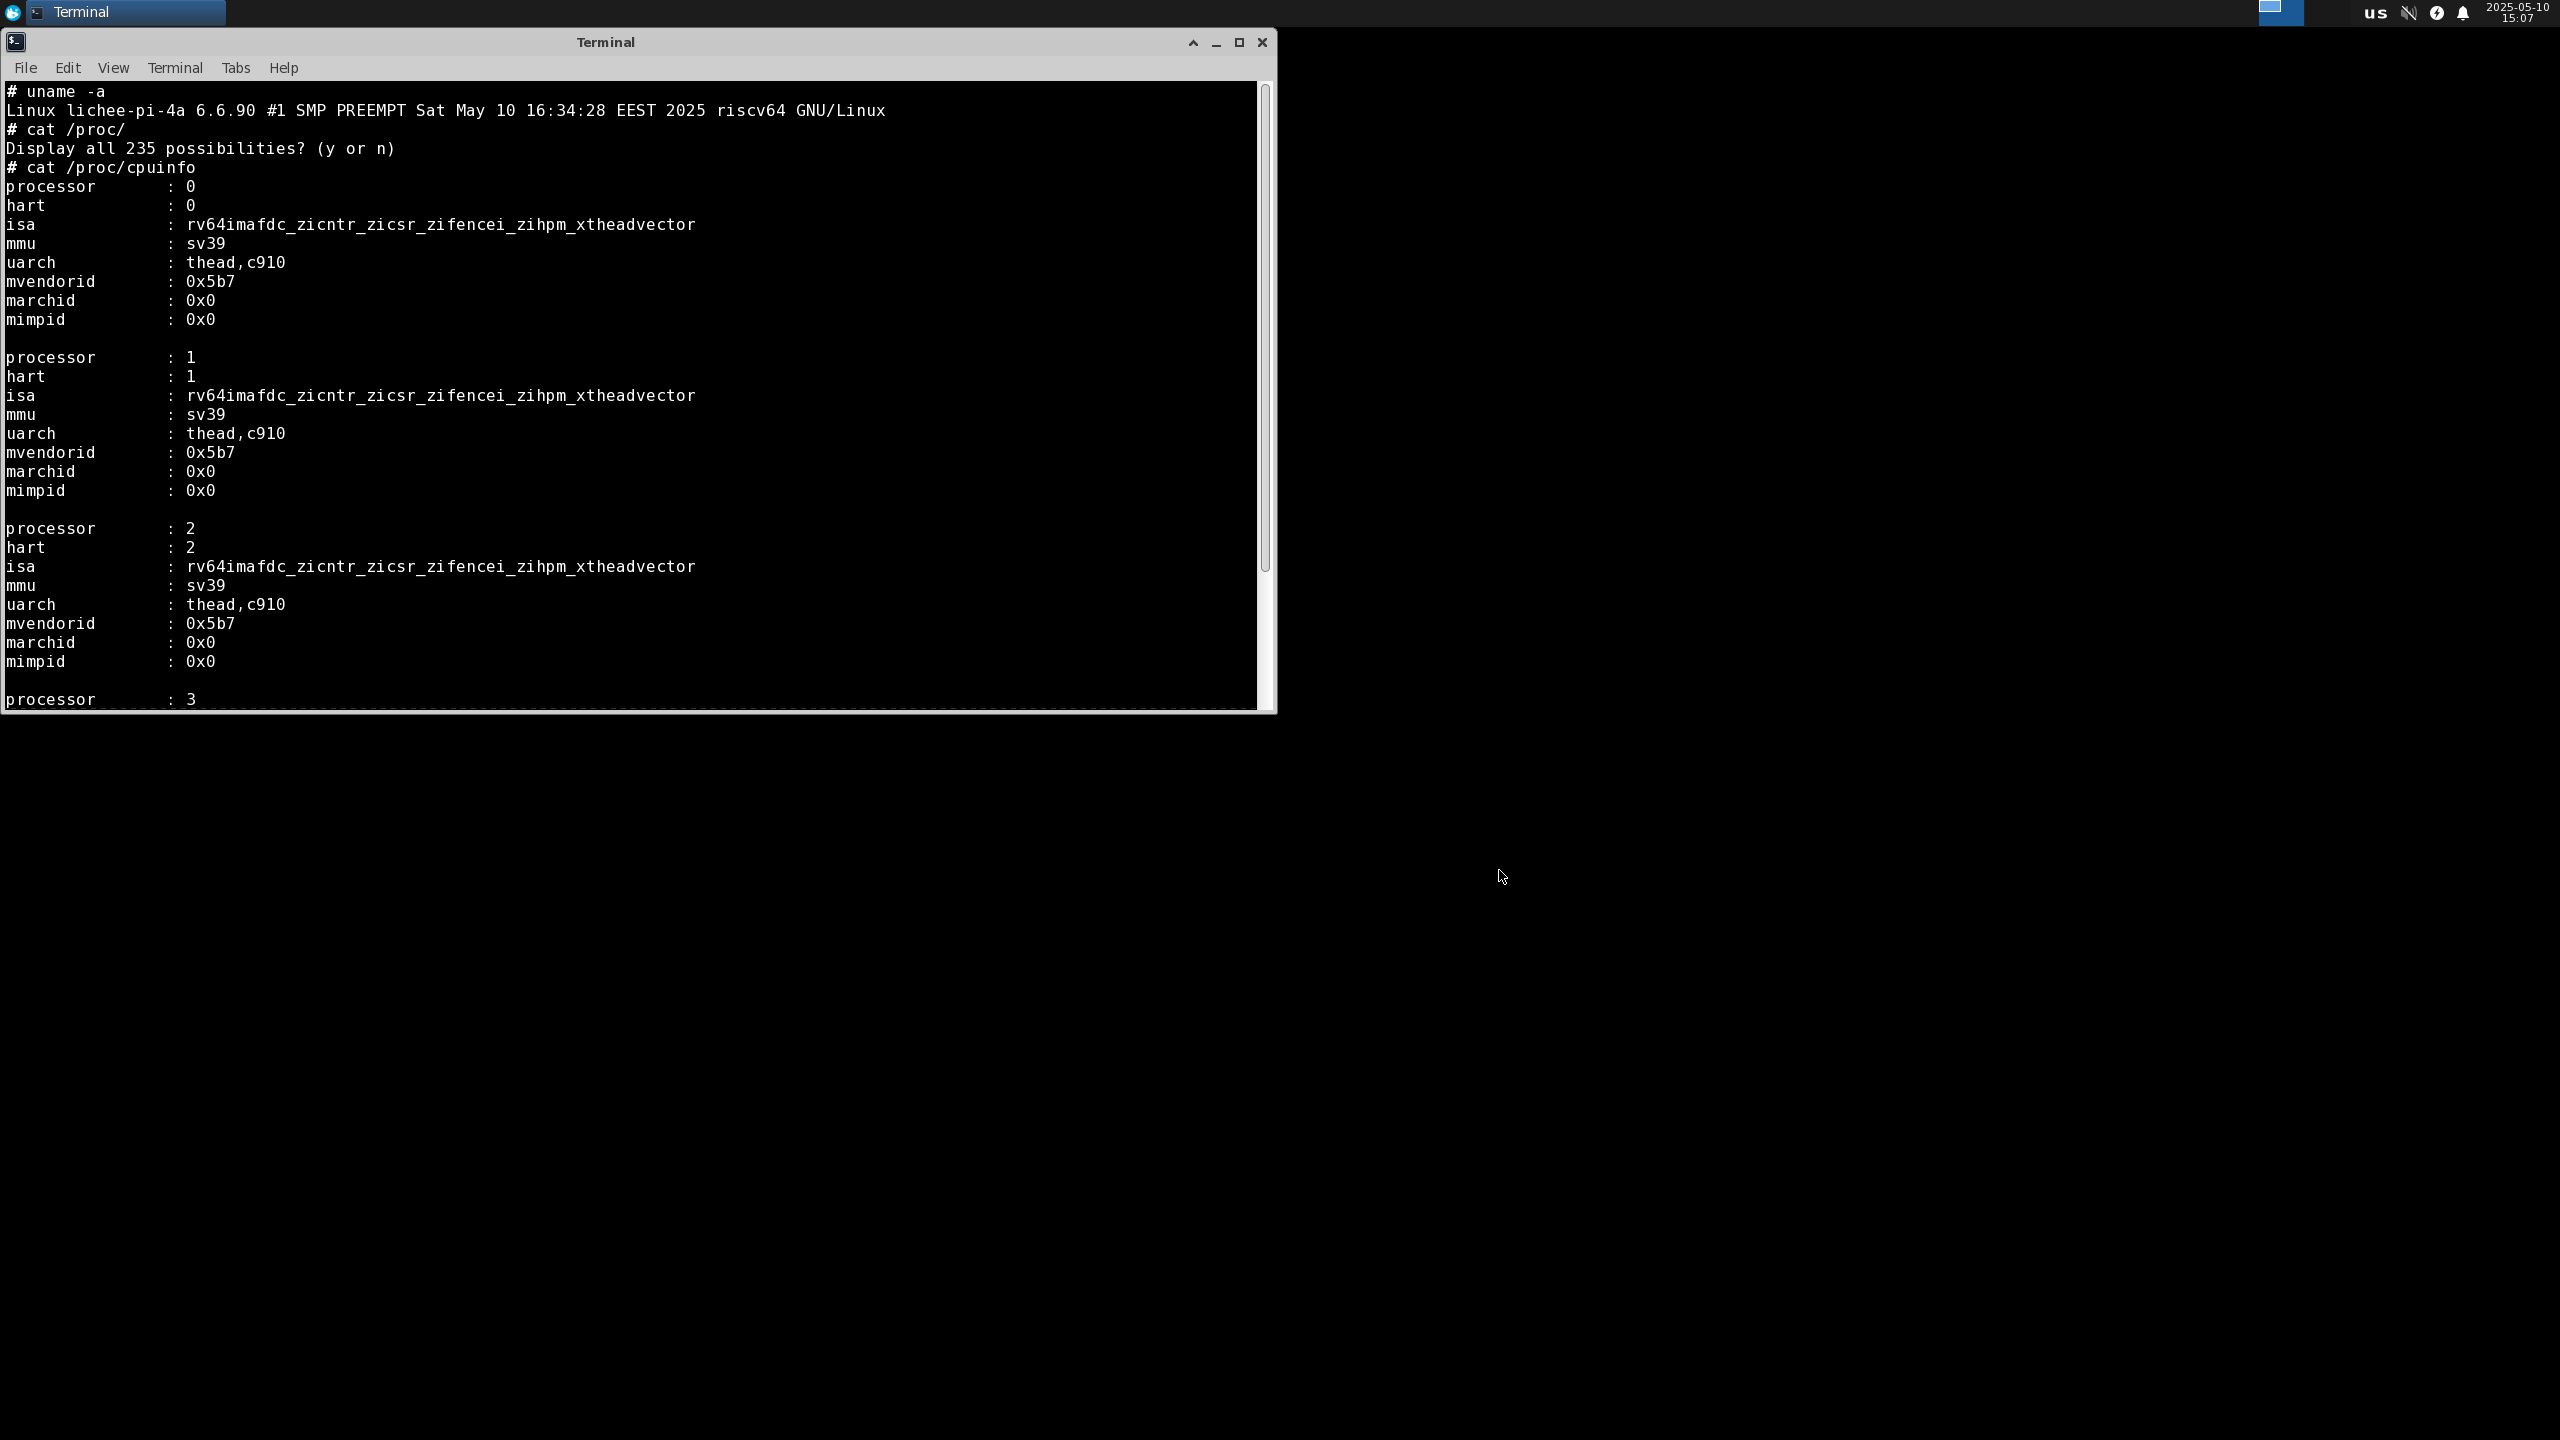 Terminal
us
2025-05-10
15:07
Terminal
File Edit View Terminal Tabs Help
# uname -a
Linux lichee-pi-4a 6.6.90 #1 SMP PREEMPT Sat May 10 16:34:28 EEST 2025 riscv64 GNU/Linux
# cat /proc/
Display all 235 possibilities? (y or n)
# cat /proc/cpuinfo
processor : 0
hart : 0
isa : rv64imafdc_zicntr_zicsr_zifencei_zihpm_xtheadvector
mmu : sv39
uarch : thead,c910
mvendorid : 0x5b7
marchid : 0x0
mimpid : 0x0
processor : 1
hart : 1
isa : rv64imafdc_zicntr_zicsr_zifencei_zihpm_xtheadvector
mmu : sv39
uarch : thead,c910
mvendorid : 0x5b7
marchid : 0x0
mimpid : 0x0
processor : 2
hart : 2
isa : rv64imafdc_zicntr_zicsr_zifencei_zihpm_xtheadvector
mmu : sv39
uarch : thead,c910
mvendorid : 0x5b7
marchid : 0x0
mimpid : 0x0
processor : 3